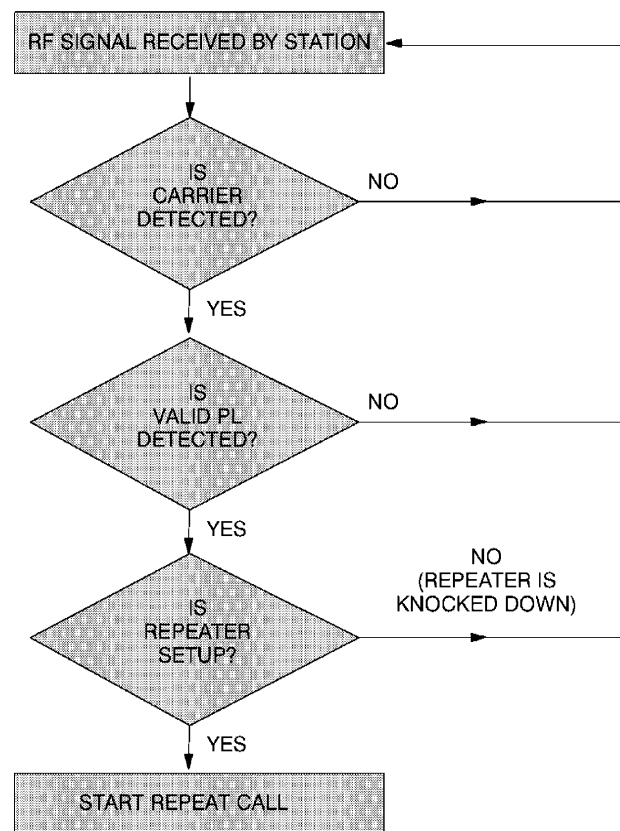 RF SIGNAL RECEIVED BY STATION
IS
CARRIER
DETECTED?
NO
YES
IS
VALID PL
DETECTED?
NO
YES
IS
REPEATER
SETUP?
NO
(REPEATER IS
KNOCKED DOWN)
YES
START REPEAT CALL